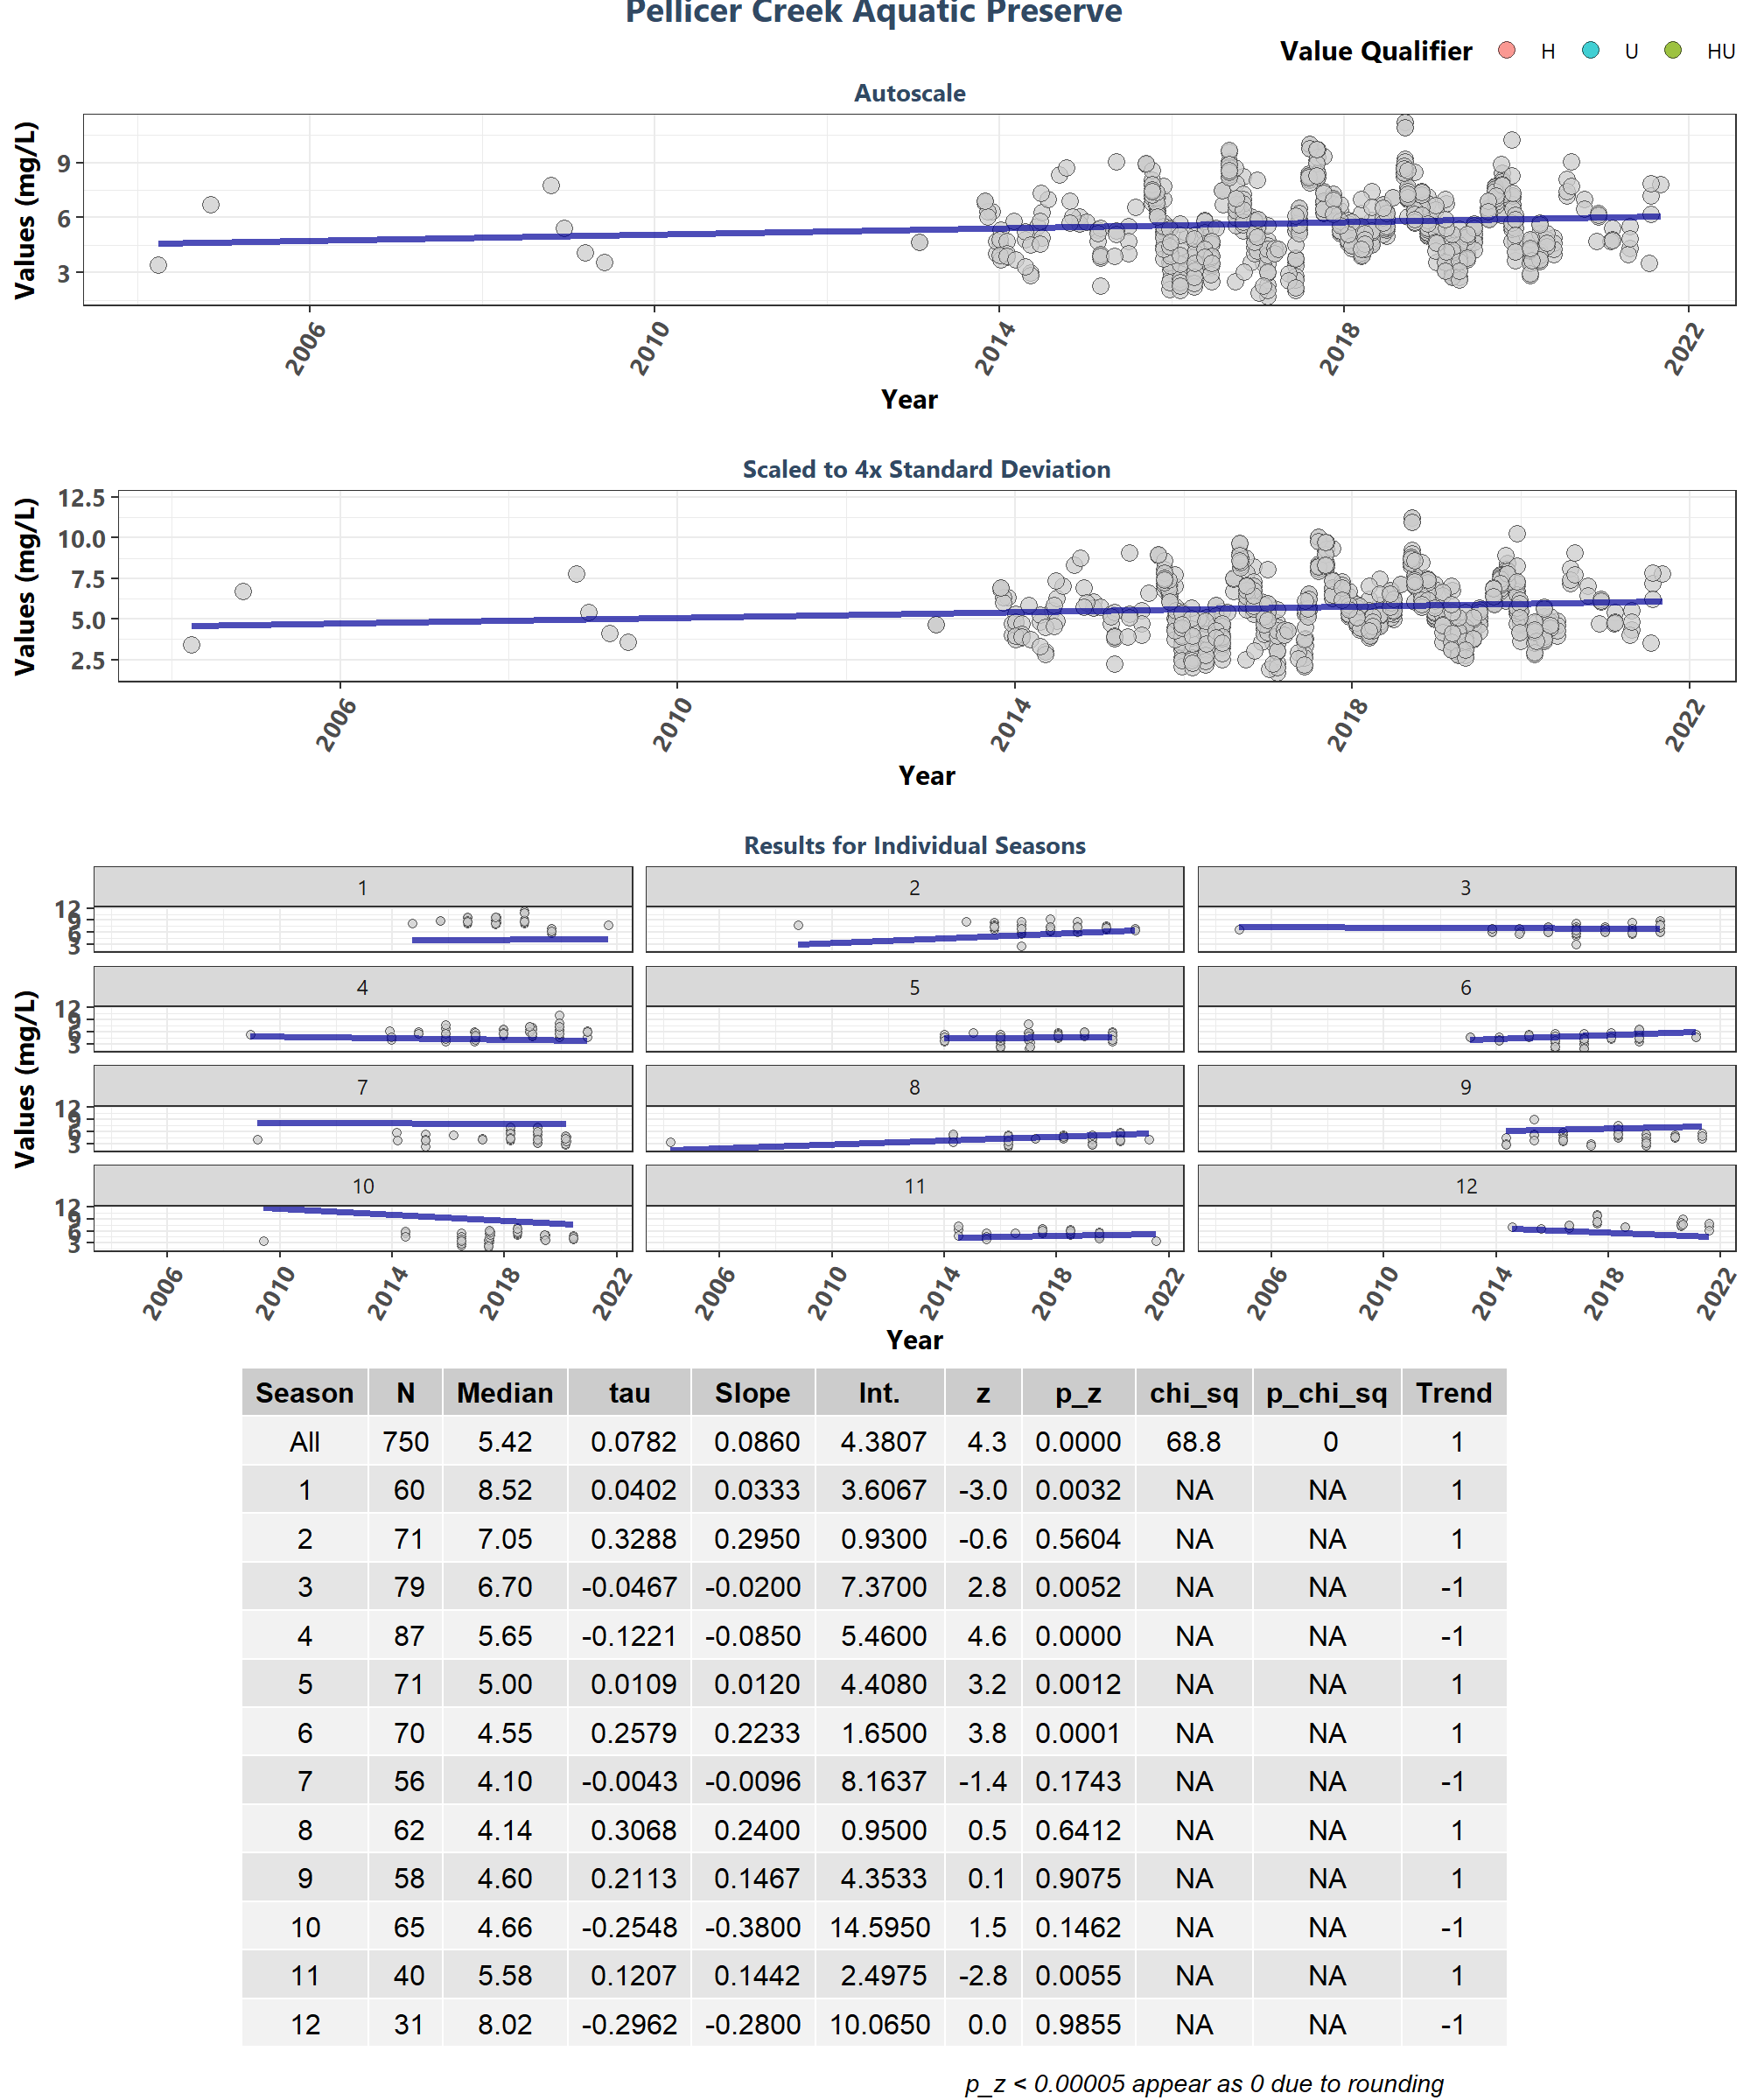 Pellicer Creek Aquatic Preserve
Value Qualifier H U HU
Autoscale
Values (mg/L)
9
6
3
2006 2010 2014 2018 2022
Year
Scaled to 4x Standard Deviation
Values (mg/L)
12.5
10.0
7.5
5.0
2.5
2006 2010 2014 2018 2022
Year
Results for Individual Seasons
Values (mg/L)
1 2 3
12
9
6
3
4 5 6
12
9
6
3
7 8 9
12
9
6
3
10 11 12
12
9
6
3
2006 2010 2014 2018 2022 2006 2010 2014 2018 2022 2006 2010 2014 2018 2022
Year
Season N Median tau Slope Int. z p_z chi_sq p_chi_sq Trend
All 750 5.42 0.0782 0.0860 4.3807 4.3 0.0000 68.8 0 1
1 60 8.52 0.0402 0.0333 3.6067 -3.0 0.0032 NA NA 1
2 71 7.05 0.3288 0.2950 0.9300 -0.6 0.5604 NA NA 1
3 79 6.70 -0.0467 -0.0200 7.3700 2.8 0.0052 NA NA -1
4 87 5.65 -0.1221 -0.0850 5.4600 4.6 0.0000 NA NA -1
5 71 5.00 0.0109 0.0120 4.4080 3.2 0.0012 NA NA 1
6 70 4.55 0.2579 0.2233 1.6500 3.8 0.0001 NA NA 1
7 56 4.10 -0.0043 -0.0096 8.1637 -1.4 0.1743 NA NA -1
8 62 4.14 0.3068 0.2400 0.9500 0.5 0.6412 NA NA 1
9 58 4.60 0.2113 0.1467 4.3533 0.1 0.9075 NA NA 1
10 65 4.66 -0.2548 -0.3800 14.5950 1.5 0.1462 NA NA -1
11 40 5.58 0.1207 0.1442 2.4975 -2.8 0.0055 NA NA 1
12 31 8.02 -0.2962 -0.2800 10.0650 0.0 0.9855 NA NA -1
p_z < 0.00005 appear as 0 due to rounding